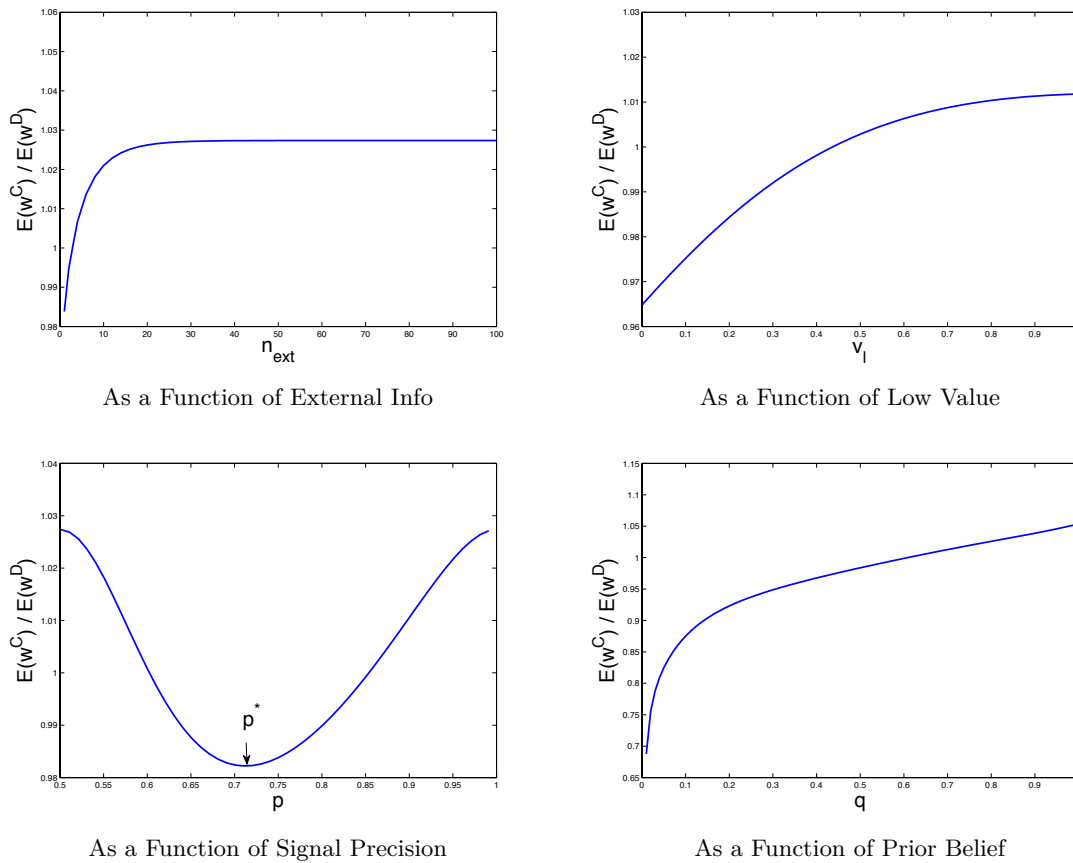 1.06
1.05
1.04
1.03
1.02
1.01
1
0.99
0.98
E(w^C) / E(w^D)
0 10 20 30 40 50 60 70 80 90 100
n_ext
As a Function of External Info
1.03
1.02
1.01
1
0.99
0.98
0.97
0.96
E(w^C) / E(w^D)
0 0.1 0.2 0.3 0.4 0.5 0.6 0.7 0.8 0.9
v_l
As a Function of Low Value
1.04
1.03
1.02
1.01
1
0.99
0.98
E(w^C) / E(w^D)
p^*
0.5 0.55 0.6 0.65 0.7 0.75 0.8 0.85 0.9 0.95 1
p
As a Function of Signal Precision
1.15
1.1
1.05
1
0.95
0.9
0.85
0.8
0.75
0.7
0.65
E(w^C) / E(w^D)
0 0.1 0.2 0.3 0.4 0.5 0.6 0.7 0.8 0.9
q
As a Function of Prior Belief